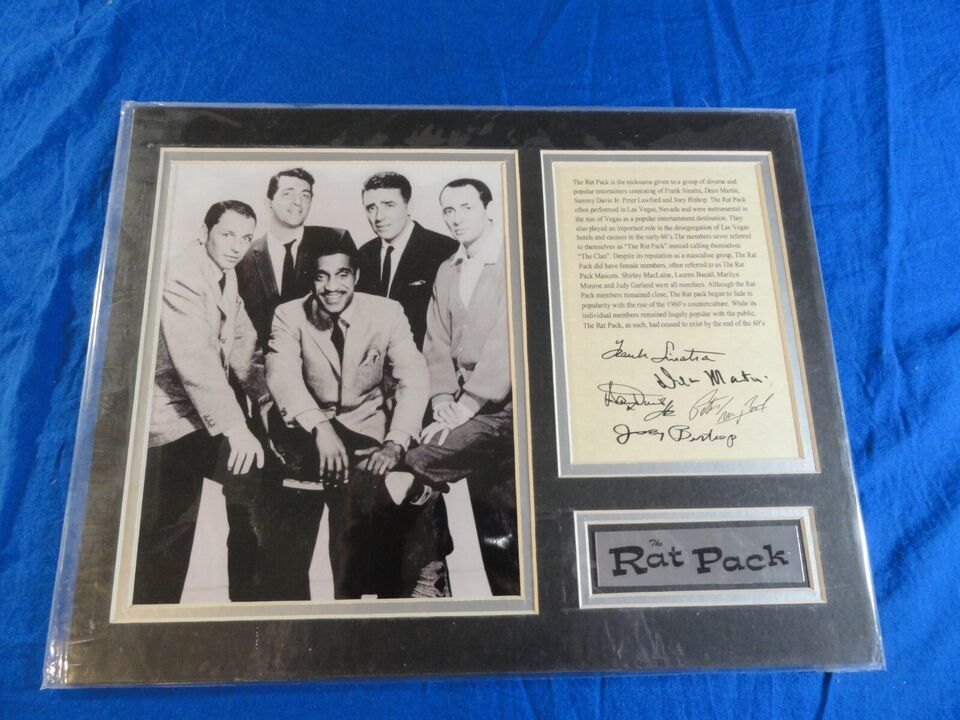 The Rat Pack is the nickname given to a group of diverse and
popular entertainers consisting of Frank Sinatra, Dean Martin,
Sammy Davis Jr. Peter Lawford and Joey Bishop. The Rat Pack
often performed in Las Vegas, Nevada and were instrumental in
the rise of Vegas as a popular entertainment destination. They
also played an important role in the desegregation of Las Vegas
hotels and casinos in the early 60's.The members never referred
to themselves as "The Rat Pack" instead calling themselves
"The Clan". Despite its reputation as a masculine group. The Rat
Pack did have female members, often referred to as The Rat
Pack Mascots. Shirley MacLaine, Lauren Bacall, Marilyn
Monroe and Judy Garland were all members. Although the Rat
Pack members remained close, The Rat pack began to fade in
popularity with the rise of the 1960's counterculture. While its
individual members remained hugely popular with the public,
The Rat Pack, as such, had ceased to exist by the end of the 60's
Frank Sinatra
Dean Martin
Sammy Davis Jr
Peter Lawford
Joey Bishop
The
Rat Pack